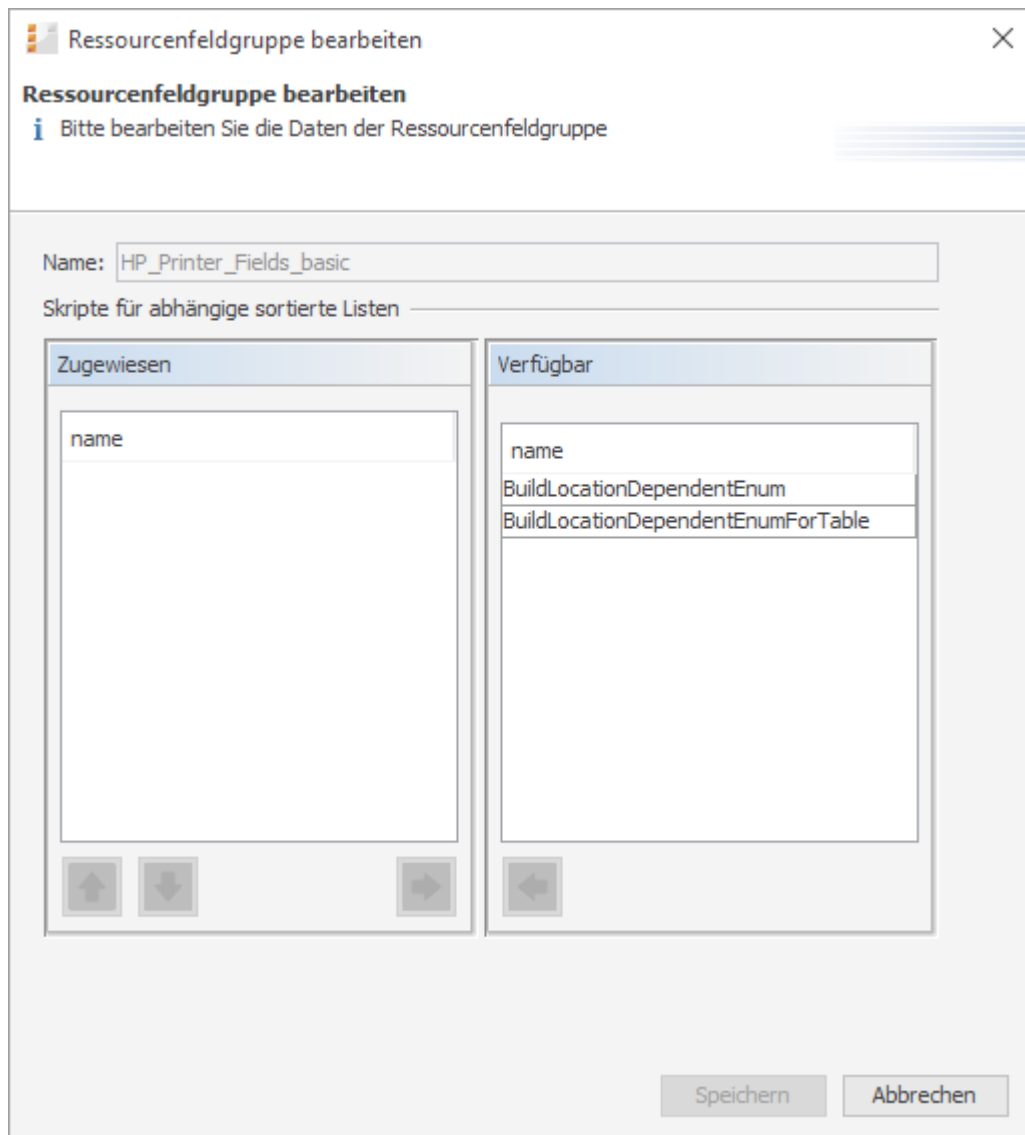 Ressourcenfeldgruppe bearbeiten
Ressourcenfeldgruppe bearbeiten
Bitte bearbeiten Sie die Daten der Ressourcenfeldgruppe
Name: HP_Printer_Fields_basic
Skripte für abhängige sortierte Listen
Zugewiesen
name
Verfügbar
name
BuildLocationDependentEnum
BuildLocationDependentEnumForTable
Speichern
Abbrechen